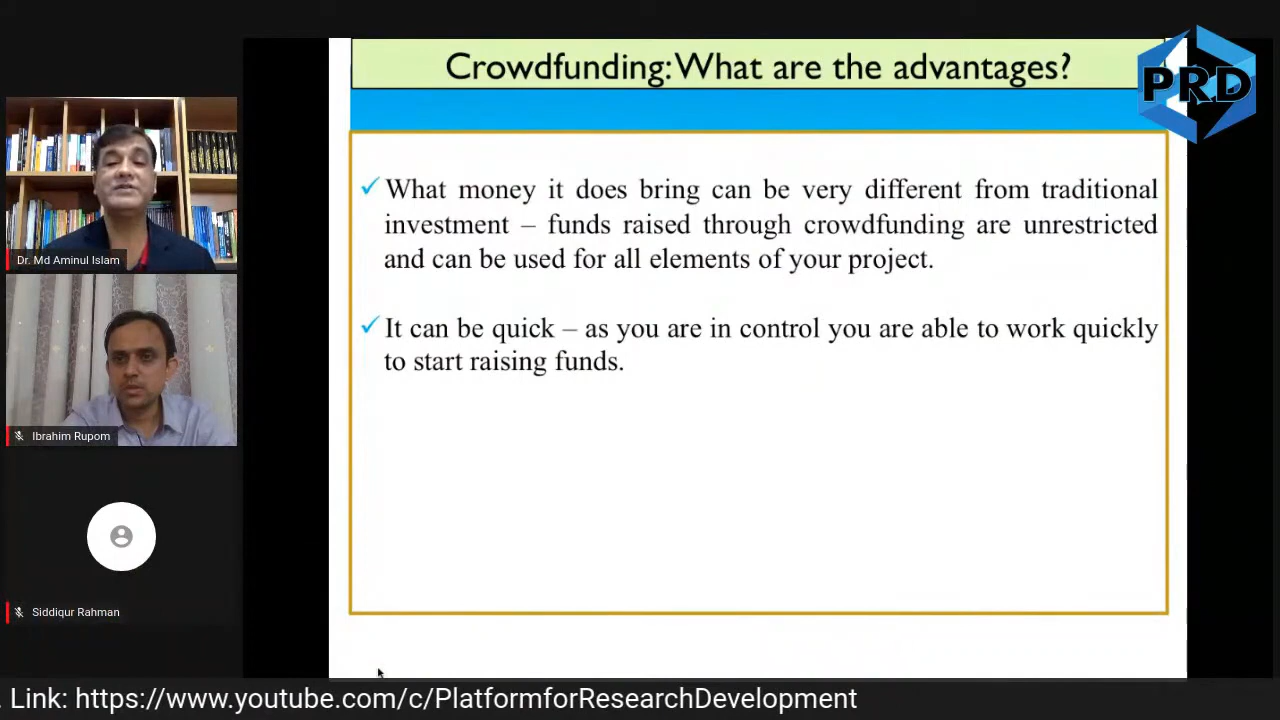 Crowdfunding: What are the advantages?
PRD
What money it does bring can be very different from traditional
investment – funds raised through crowdfunding are unrestricted
and can be used for all elements of your project.
It can be quick – as you are in control you are able to work quickly
to start raising funds.
Dr. Md Aminul Islam
Ibrahim Rupom
Siddiqur Rahman
. Link: https://www.youtube.com/c/PlatformforResearchDevelopment